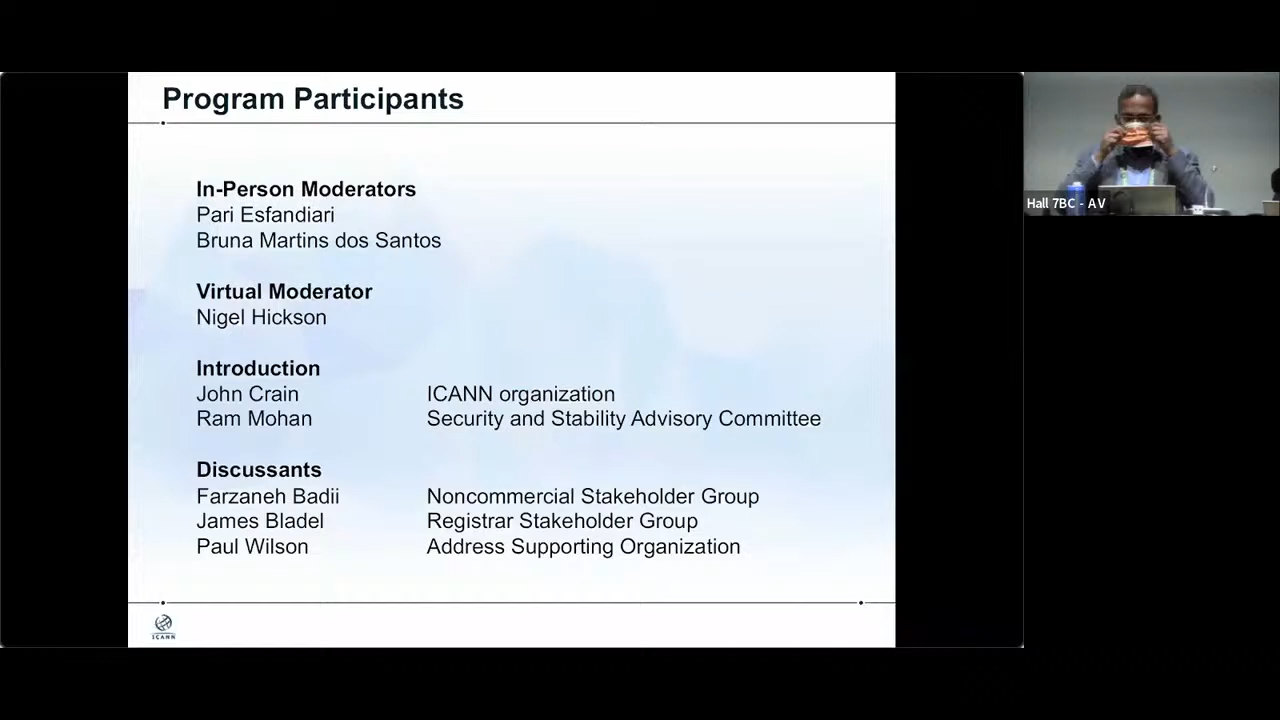 Program Participants
In-Person Moderators
Pari Esfandiari
Bruna Martins dos Santos
Virtual Moderator
Nigel Hickson
Introduction
John Crain ICANN organization
Ram Mohan Security and Stability Advisory Committee
Discussants
Farzaneh Badii Noncommercial Stakeholder Group
James Bladel Registrar Stakeholder Group
Paul Wilson Address Supporting Organization
ICANN
Hall 7BC - AV